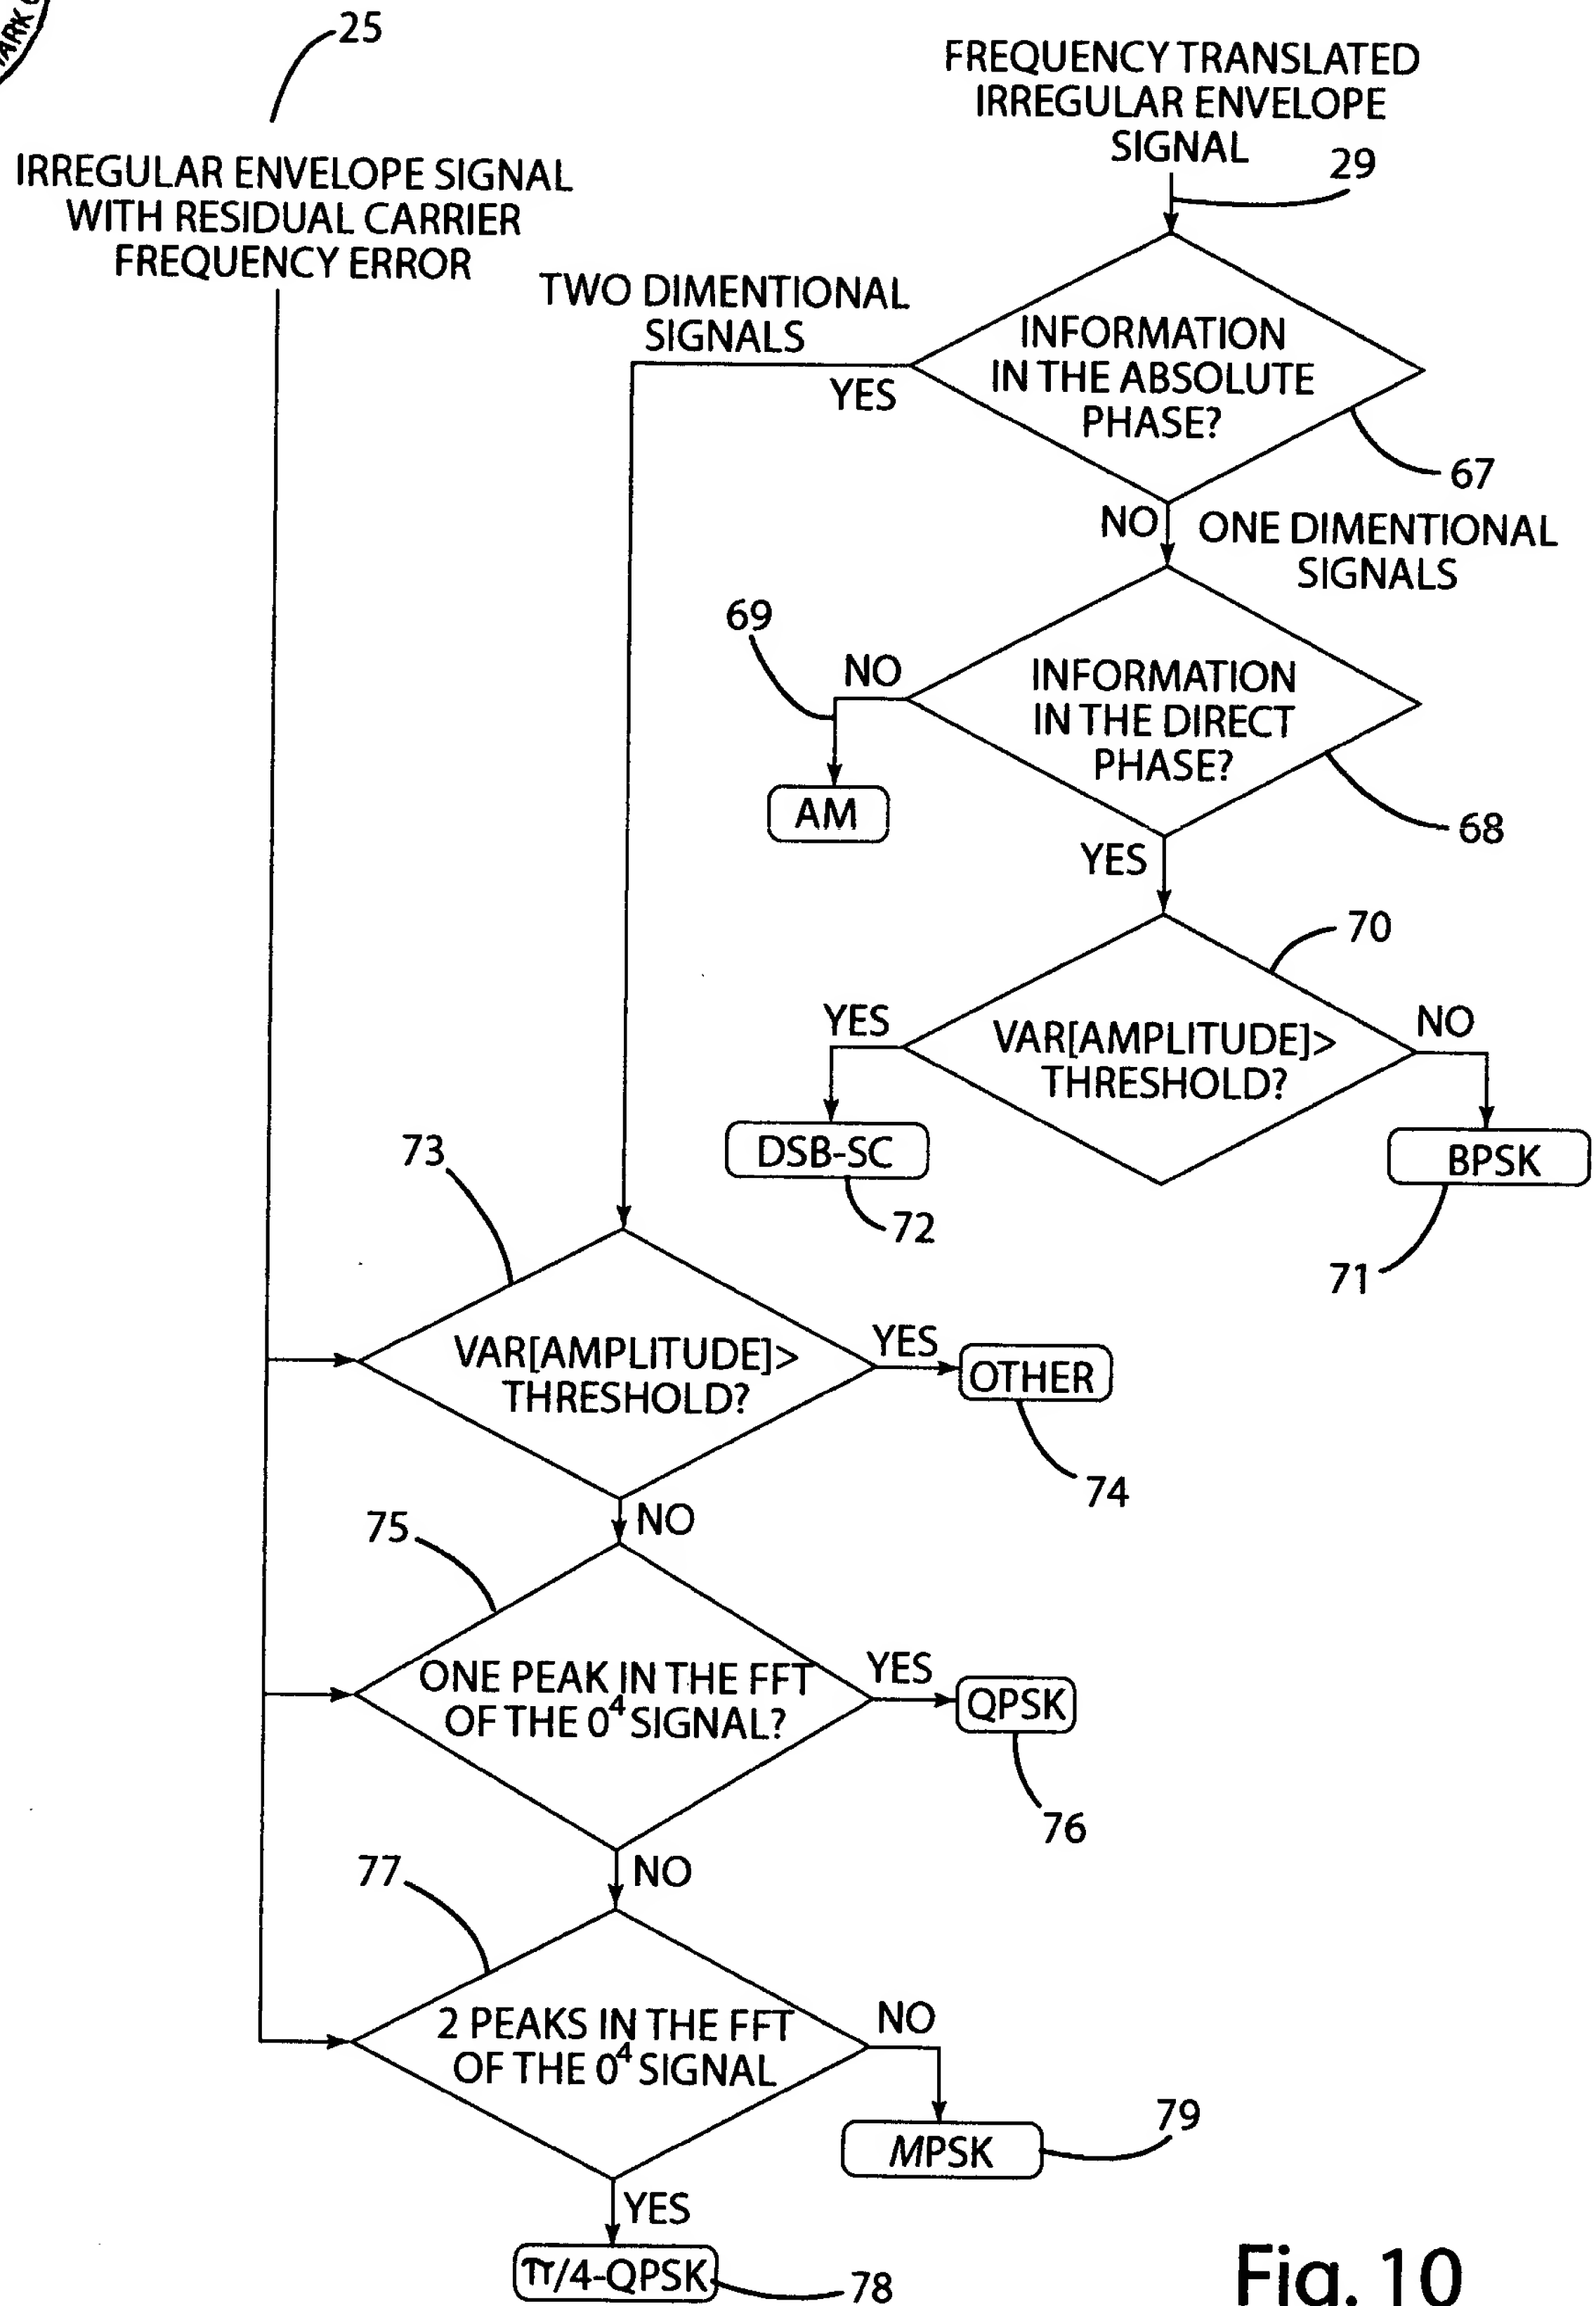 ARK
25
IRREGULAR ENVELOPE SIGNAL
WITH RESIDUAL CARRIER
FREQUENCY ERROR
FREQUENCY TRANSLATED
IRREGULAR ENVELOPE
SIGNAL
29
TWO DIMENTIONAL
SIGNALS
YES
INFORMATION
IN THE ABSOLUTE
PHASE?
67
NO
ONE DIMENTIONAL
SIGNALS
69
NO
INFORMATION
IN THE DIRECT
PHASE?
AM
68
YES
70
YES
VAR[AMPLITUDE]>
THRESHOLD?
NO
DSB-SC
BPSK
72
71
73
VAR[AMPLITUDE]>
THRESHOLD?
YES
OTHER
74
NO
75
ONE PEAK IN THE FFT
OF THE 0⁴ SIGNAL?
YES
QPSK
76
NO
77
2 PEAKS IN THE FFT
OF THE 0⁴ SIGNAL
NO
MPSK
79
YES
π/4-QPSK
78
Fig. 10